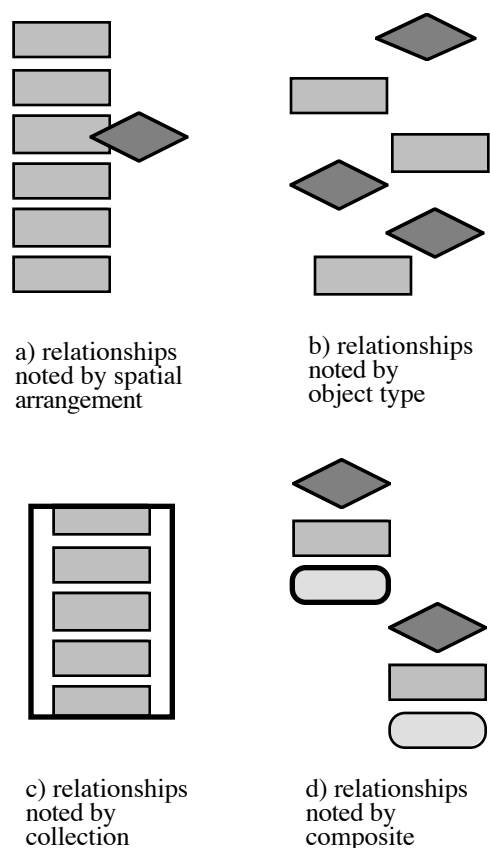 a) relationships
noted by spatial
arrangement
b) relationships
noted by
object type
c) relationships
noted by
collection
d) relationships
noted by
composite